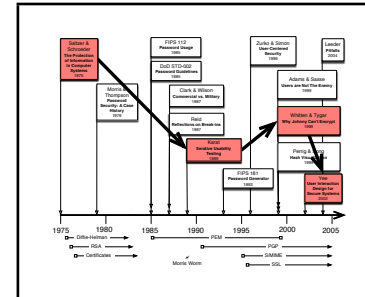 Saltzer &
Schroeder
The Protection
of Information
in Computer
Systems
1975
Morris &
Thompson
Password
Security: A Case
History
1979
FIPS 112
Password Usage
1985
DoD STD-002
Password Guidelines
1985
Clark & Wilson
Commercial vs. Military
1987
Reid
Reflections on Break-Ins
1987
Karat
Iterative Usability
Testing
1989
FIPS 181
Password Generator
1993
Zurko & Simon
User-Centered
Security
1996
Adams & Sasse
Users are Not The Enemy
1999
Whitten & Tygar
Why Johnny Can't Encrypt
1999
Perrig & Song
Hash
1999
Yee
User Interaction
Design for
Secure Systems
2002
Leeder
Pitfalls
2004
1975
1980
1985
1990
1995
2000
2005
Diffie-Helman
RSA
Certificates
PEM
PGP
S/MIME
SSL
Morris Worm